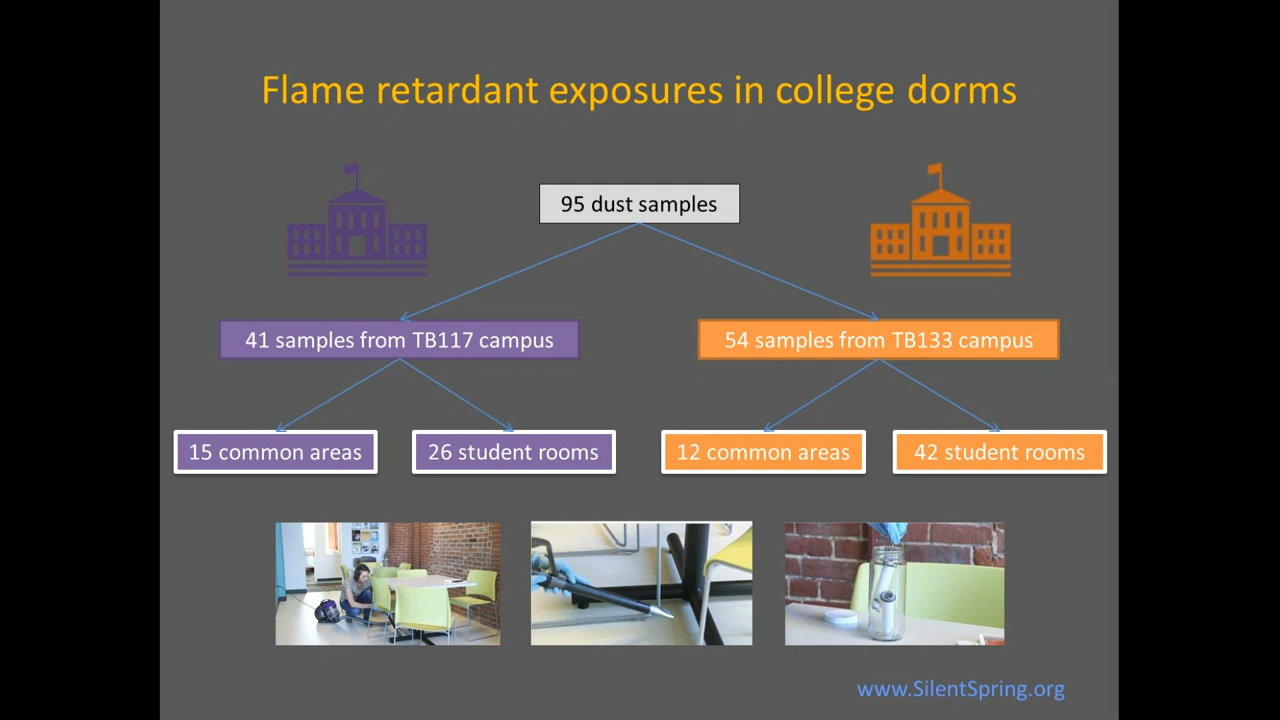 Flame retardant exposures in college dorms
95 dust samples
41 samples from TB117 campus
54 samples from TB133 campus
15 common areas
26 student rooms
12 common areas
42 student rooms
www.SilentSpring.org